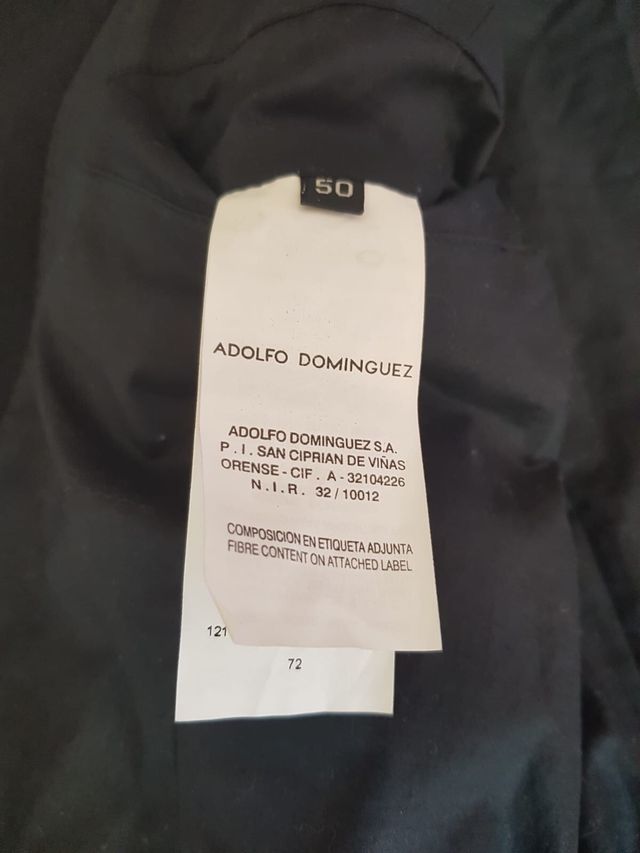 50
ADOLFO DOMINGUEZ
ADOLFO DOMINGUEZ S.A.
P.I. SAN CIPRIAN DE VIÑAS
ORENSE - CIF. A - 32104226
N.I.R. 32 / 10012
COMPOSICION EN ETIQUETA ADJUNTA
FIBRE CONTENT ON ATTACHED LABEL
121
72